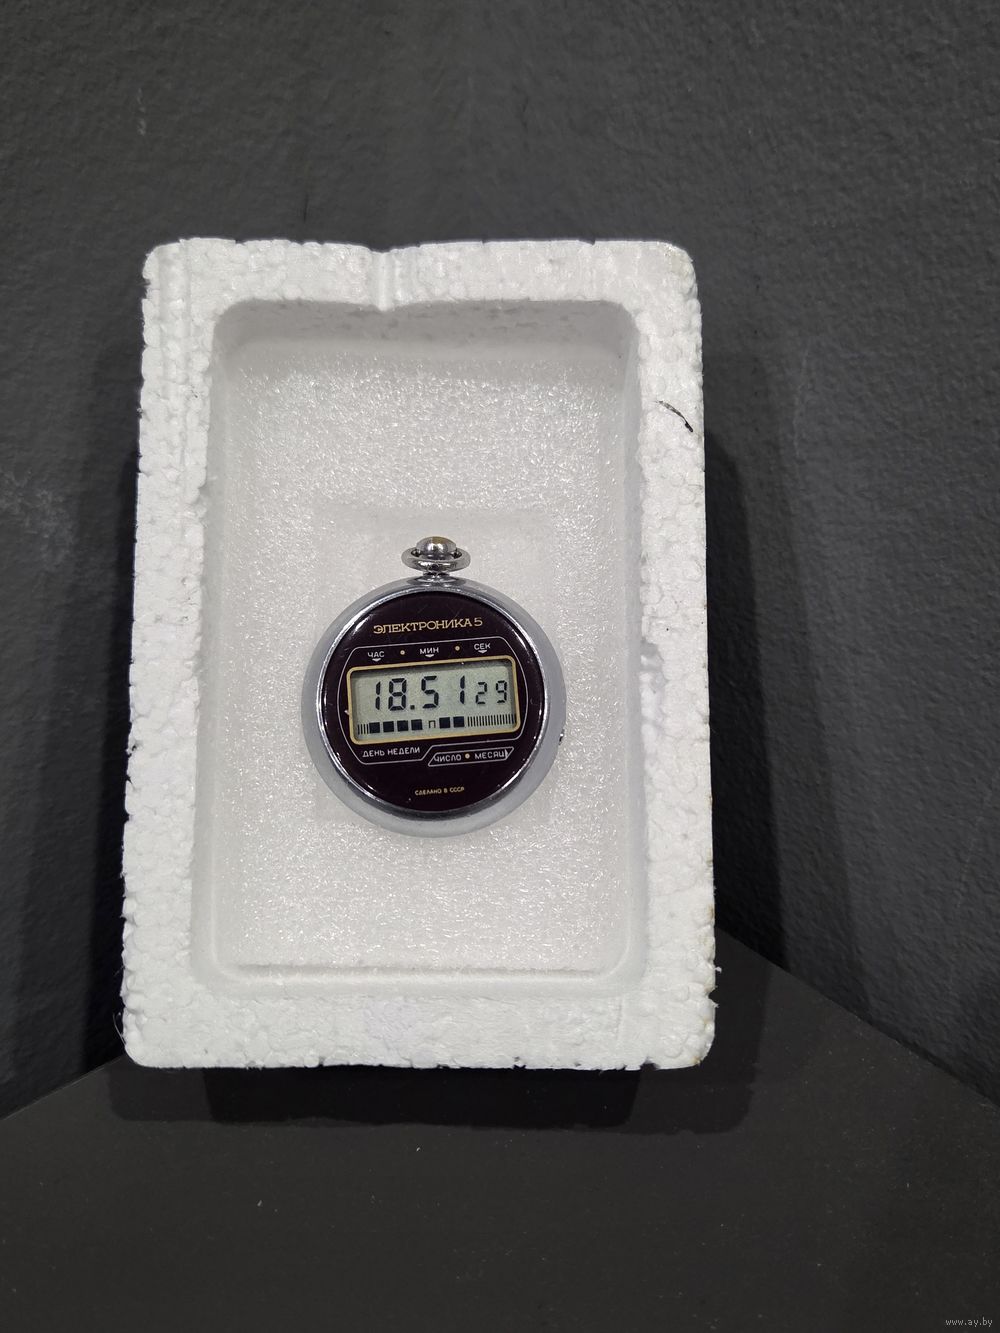 ЭЛЕКТРОНИКА 5
ЧАС • МИН • СЕК
18.51 29
П
ДЕНЬ НЕДЕЛИ
ЧИСЛО • МЕСЯЦ
СДЕЛАНО В СССР
www.ay.by